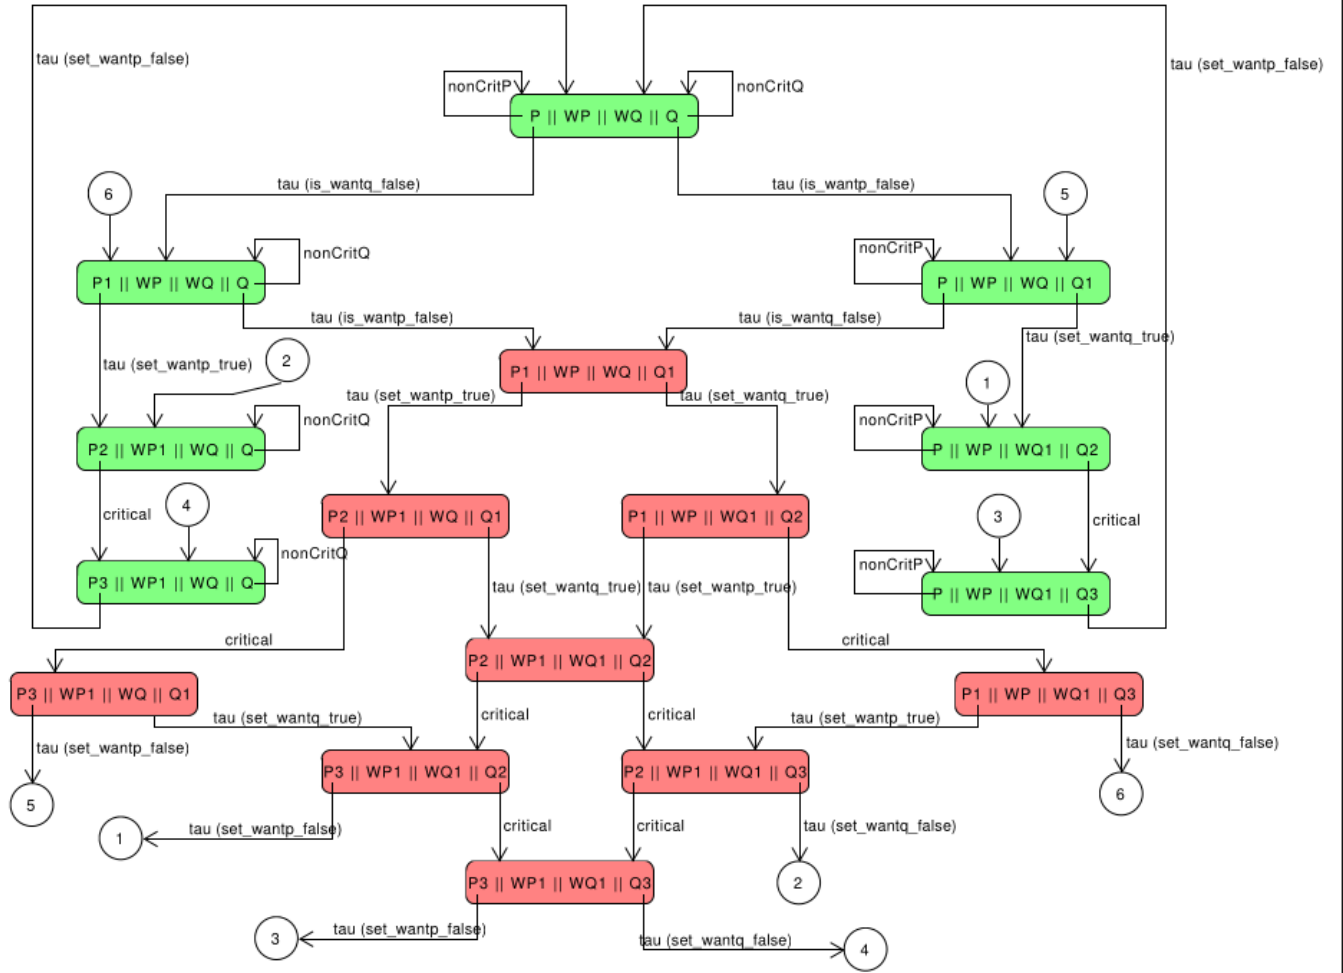 tau (set_wantp_false)
tau (set_wantp_false)
nonCritP
nonCritQ
P || WP || WQ || Q
tau (is_wantq_false)
tau (is_wantp_false)
6
5
nonCritQ
nonCritP
P1 || WP || WQ || Q
P || WP || WQ || Q1
tau (is_wantp_false)
tau (is_wantq_false)
tau (set_wantq_true)
2
tau (set_wantp_true)
P1 || WP || WQ || Q1
1
tau (set_wantp_true)
tau (set_wantq_true)
nonCritQ
nonCritP
P2 || WP1 || WQ || Q
P || WP || WQ1 || Q2
4
critical
P2 || WP1 || WQ || Q1
P1 || WP || WQ1 || Q2
3
critical
nonCritQ
nonCritP
P3 || WP1 || WQ || Q
tau (set_wantq_true)
tau (set_wantp_true)
P || WP || WQ1 || Q3
critical
critical
P2 || WP1 || WQ1 || Q2
P3 || WP1 || WQ || Q1
P1 || WP || WQ1 || Q3
tau (set_wantq_true)
critical
critical
tau (set_wantp_true)
tau (set_wantp_false)
tau (set_wantq_false)
P3 || WP1 || WQ1 || Q2
P2 || WP1 || WQ1 || Q3
5
6
1
tau (set_wantp_false)
critical
critical
tau (set_wantq_false)
P3 || WP1 || WQ1 || Q3
2
3
tau (set_wantp_false)
tau (set_wantq_false)
4